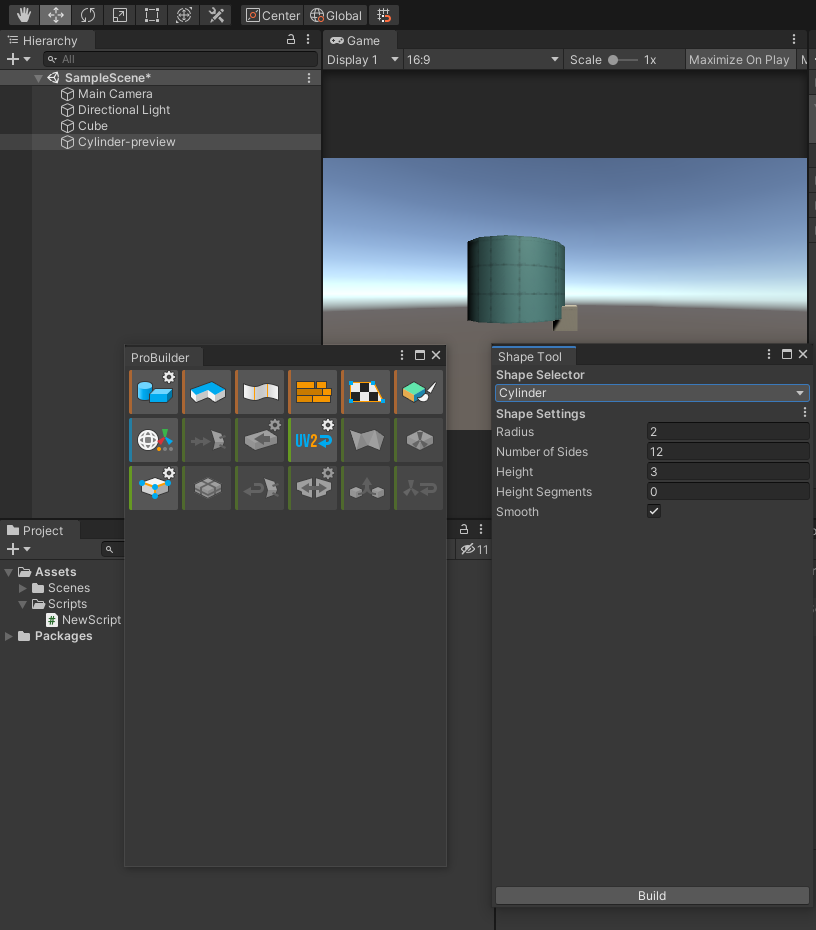 Center Global
Hierarchy
All
SampleScene*
Main Camera
Directional Light
Cube
Cylinder-preview
Game
Display 1 16:9 Scale 1x Maximize On Play
ProBuilder
UV2
Shape Tool
Shape Selector
Cylinder
Shape Settings
Radius 2
Number of Sides 12
Height 3
Height Segments 0
Smooth
Build
Project
11
Assets
Scenes
Scripts
# NewScript
Packages